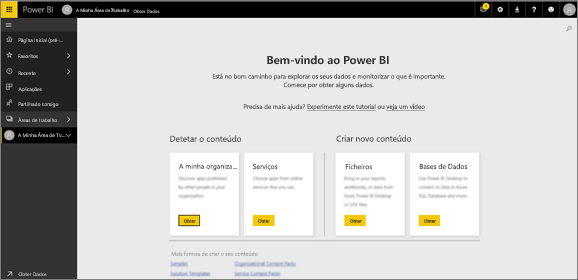 Power BI
A Minha Área de Trabalho
Obter Dados
Página Inicial (pré-...
Favoritos
Recente
Aplicações
Partilhado comigo
Áreas de trabalho
A Minha Área de Tr...
Obter Dados
Bem-vindo ao Power BI
Está no bom caminho para explorar os seus dados e monitorizar o que é importante.
Comece por obter alguns dados.
Precisa de mais ajuda? Experimente este tutorial ou veja um vídeo
Detetar o conteúdo
Criar novo conteúdo
A minha organiza...
Discover apps published
by other people in your
organization
Obter
Serviços
Choose apps from online
services that you use
Obter
Ficheiros
Bring in your reports,
workbooks, or data from
Excel, Power BI Desktop
or CSV files.
Obter
Bases de Dados
Use Power BI Desktop to
connect to data in Azure
SQL Database and more
Obter
Mais formas de criar o seu conteúdo
Samples
Organisational Content Packs
Solution Templates
Service Content Packs